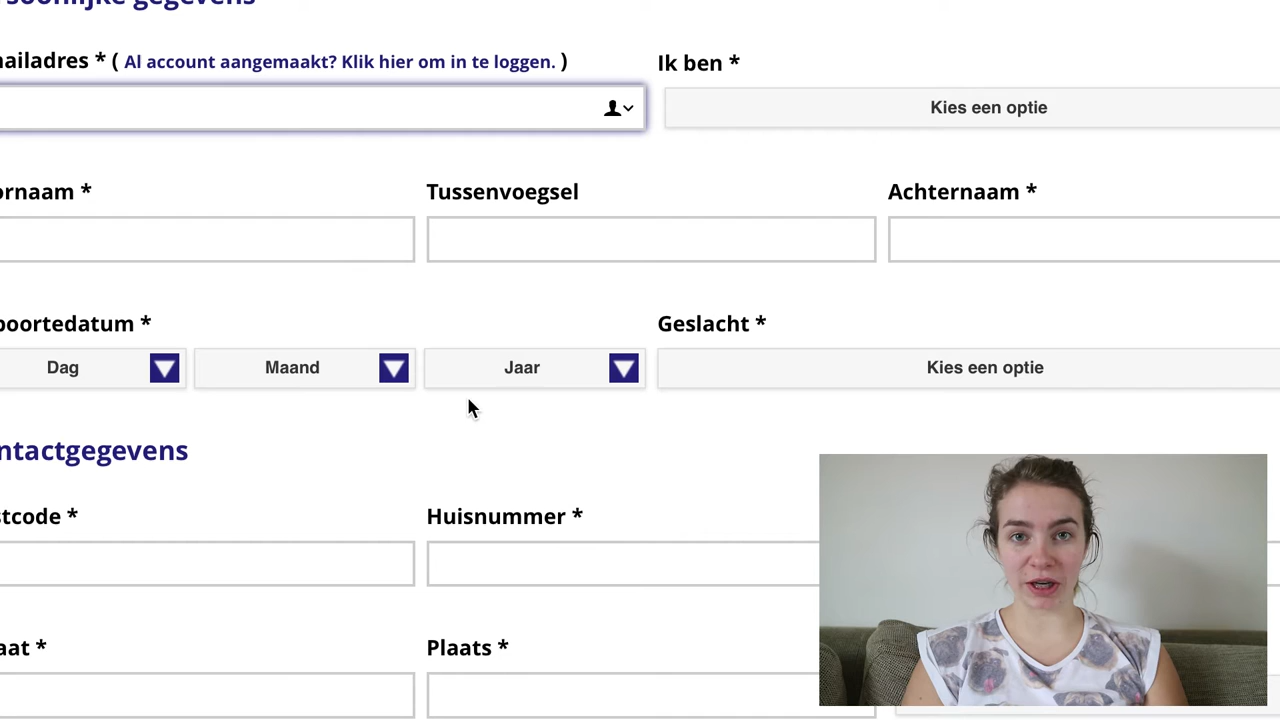 rsoonlijke gegevens
nailadres * ( Al account aangemaakt? Klik hier om in te loggen. )
Ik ben *
Kies een optie
ornaam *
Tussenvoegsel
Achternaam *
boortedatum *
Geslacht *
Dag
Maand
Jaar
Kies een optie
ntactgegevens
stcode *
Huisnummer *
aat *
Plaats *